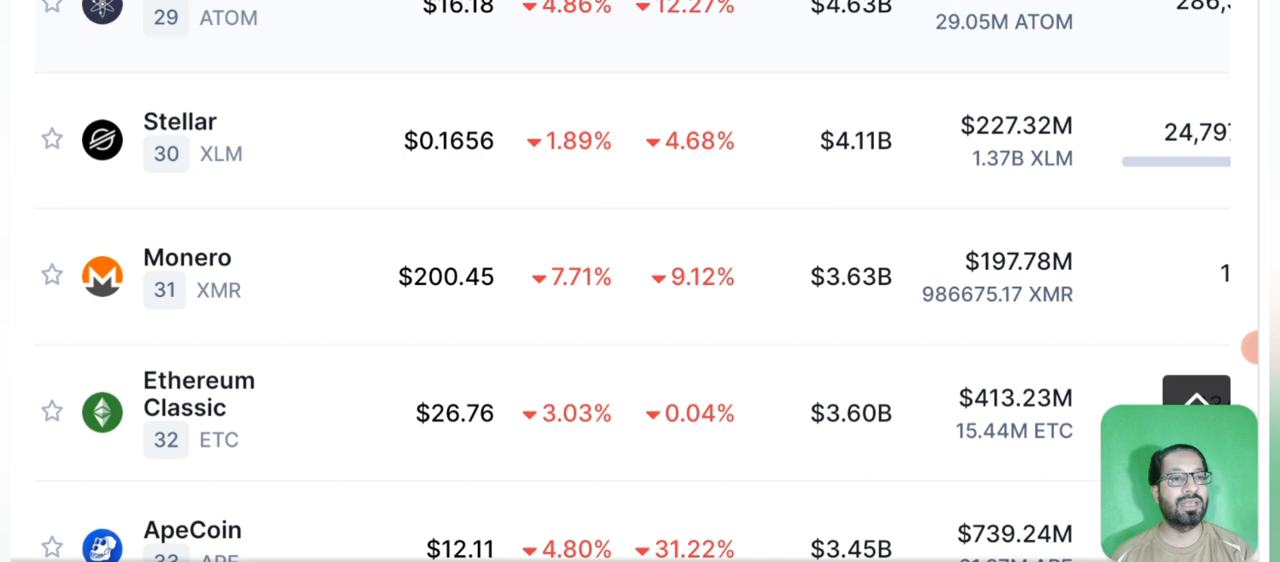 $16.18 4.86% 12.27% $4.63B
29 ATOM 29.05M ATOM
Stellar
30 XLM
$0.1656 1.89% 4.68% $4.11B $227.32M
1.37B XLM
Monero
31 XMR
$200.45 7.71% 9.12% $3.63B $197.78M
986675.17 XMR
Ethereum
Classic
32 ETC
$26.76 3.03% 0.04% $3.60B $413.23M
15.44M ETC
ApeCoin
33 APE
$12.11 4.80% 31.22% $3.45B $739.24M